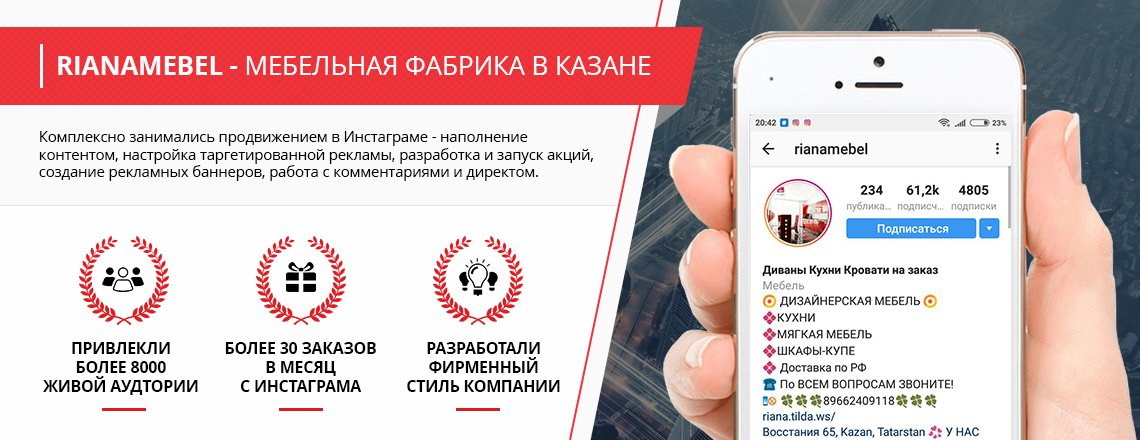 RIANAMEBEL - МЕБЕЛЬНАЯ ФАБРИКА В КАЗАНЕ
Комплексно занимались продвижением в Инстаграме - наполнение
контентом, настройка таргетированной рекламы, разработка и запуск акций,
создание рекламных баннеров, работа с комментариями и директом.
ПРИВЛЕКЛИ
БОЛЕЕ 8000
ЖИВОЙ АУДТОРИИ
БОЛЕЕ 30 ЗАКАЗОВ
В МЕСЯЦ
С ИНСТАГРАМА
РАЗРАБОТАЛИ
ФИРМЕННЫЙ
СТИЛЬ КОМПАНИИ
20:42 23%
rianamebel
234 61,2k 4805
публика... подписч... подписки
Подписаться
Диваны Кухни Кровати на заказ
Мебель
ДИЗАЙНЕРСКАЯ МЕБЕЛЬ
КУХНИ
МЯГКАЯ МЕБЕЛЬ
ШКАФЫ-КУПЕ
Доставка по РФ
По ВСЕМ ВОПРОСАМ ЗВОНИТЕ!
89662409118
riana.tilda.ws/
Восстания 65, Kazan, Tatarstan У НАС